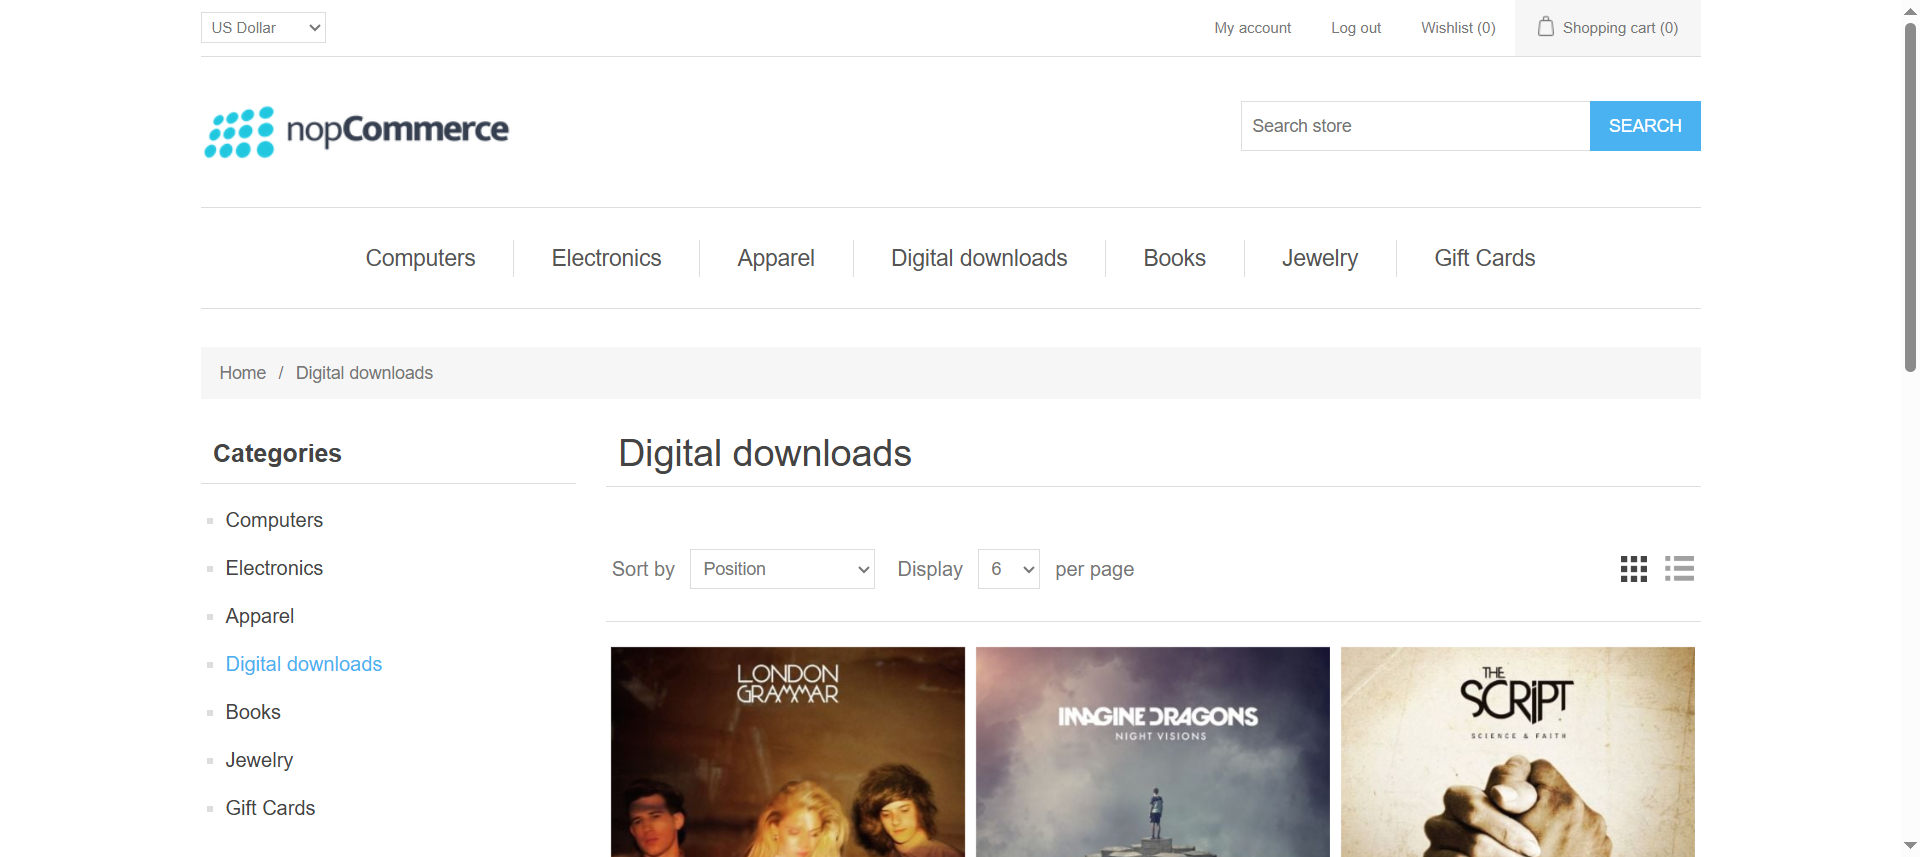 US Dollar
My account
Log out
Wishlist (0)
Shopping cart (0)
nopCommerce
Search store
SEARCH
Computers
Electronics
Apparel
Digital downloads
Books
Jewelry
Gift Cards
Home / Digital downloads
Categories
Computers
Electronics
Apparel
Digital downloads
Books
Jewelry
Gift Cards
Digital downloads
Sort by Position Display 6 per page
LONDON
GRAMMAR
IMAGINE DRAGONS
NIGHT VISIONS
THE
SCRIPT
SCIENCE & FAITH